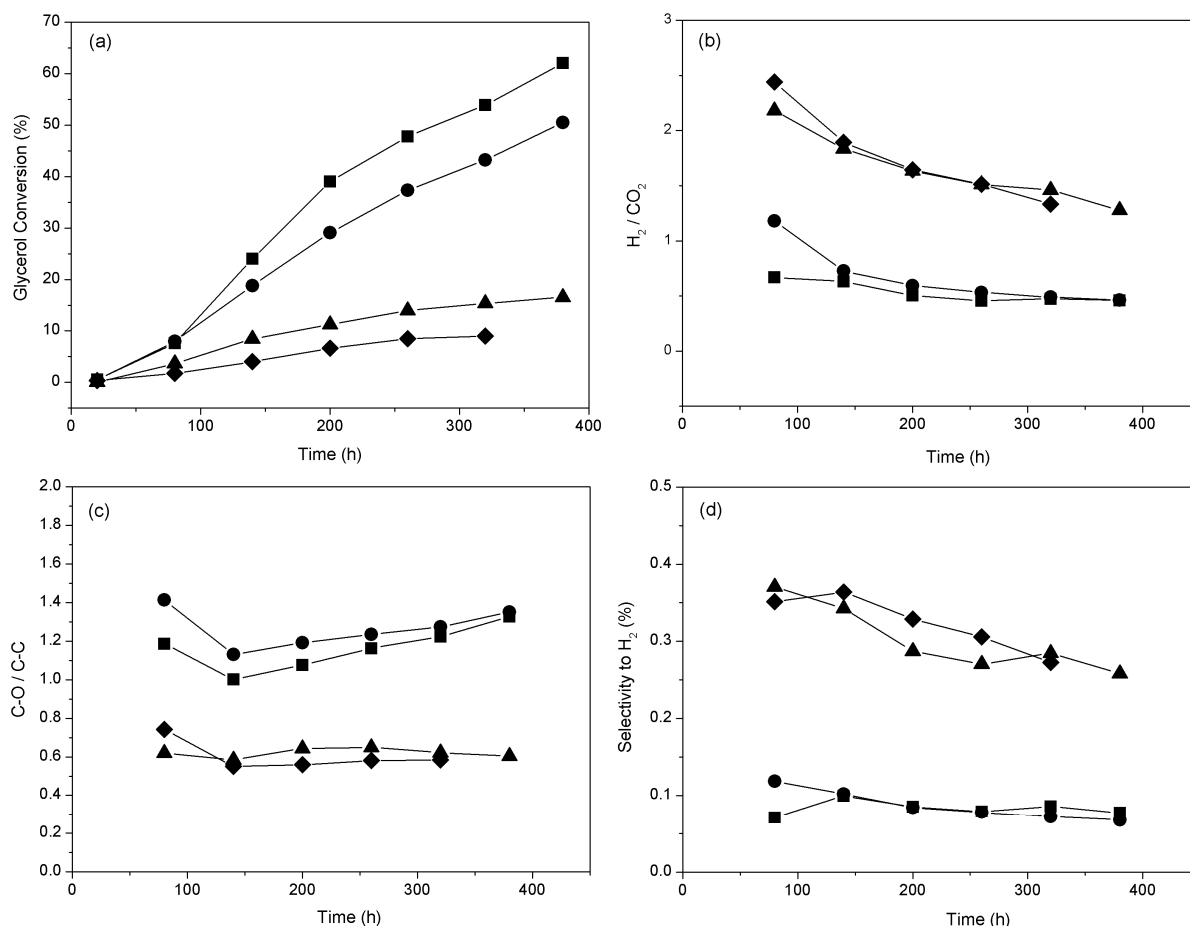 (a)
70
60
50
40
30
20
10
0
Glycerol Conversion (%)
100 200 300 400
Time (h)
(b)
3
2
1
0
H₂ / CO₂
0 100 200 300 400
Time (h)
(c)
2.0
1.8
1.6
1.4
1.2
1.0
0.8
0.6
0.4
0.2
0.0
C-O / C-C
0 100 200 300 400
Time (h)
(d)
0.5
0.4
0.3
0.2
0.1
0.0
Selectivity to H₂ (%)
0 100 200 300 400
Time (h)